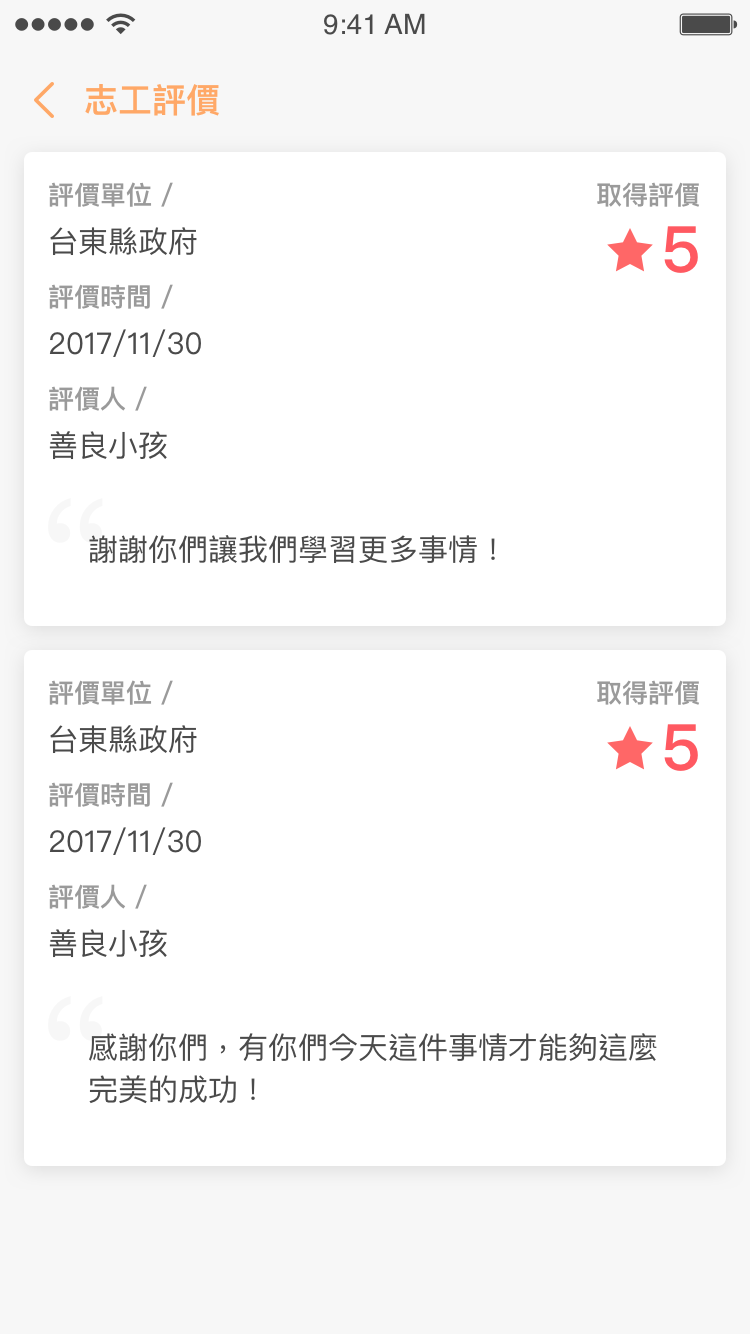 9:41 AM
志工評價
評價單位 /
取得評價
台東縣政府
5
評價時間 /
2017/11/30
評價人 /
善良小孩
“
謝謝你們讓我們學習更多事情！
評價單位 /
取得評價
台東縣政府
5
評價時間 /
2017/11/30
評價人 /
善良小孩
“
感謝你們，有你們今天這件事情才能夠這麼
完美的成功！